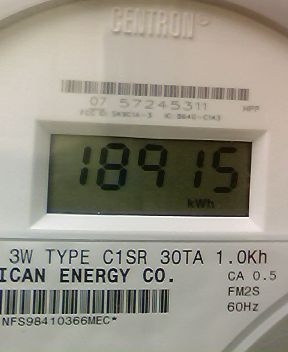 CENTRON®
07 57245311 MPP
18915
kWh
3W TYPE C1SR 30TA 1.0Kh
ICAN ENERGY CO. CA 0.5
FM2S
NFS98410366MEC* 60Hz